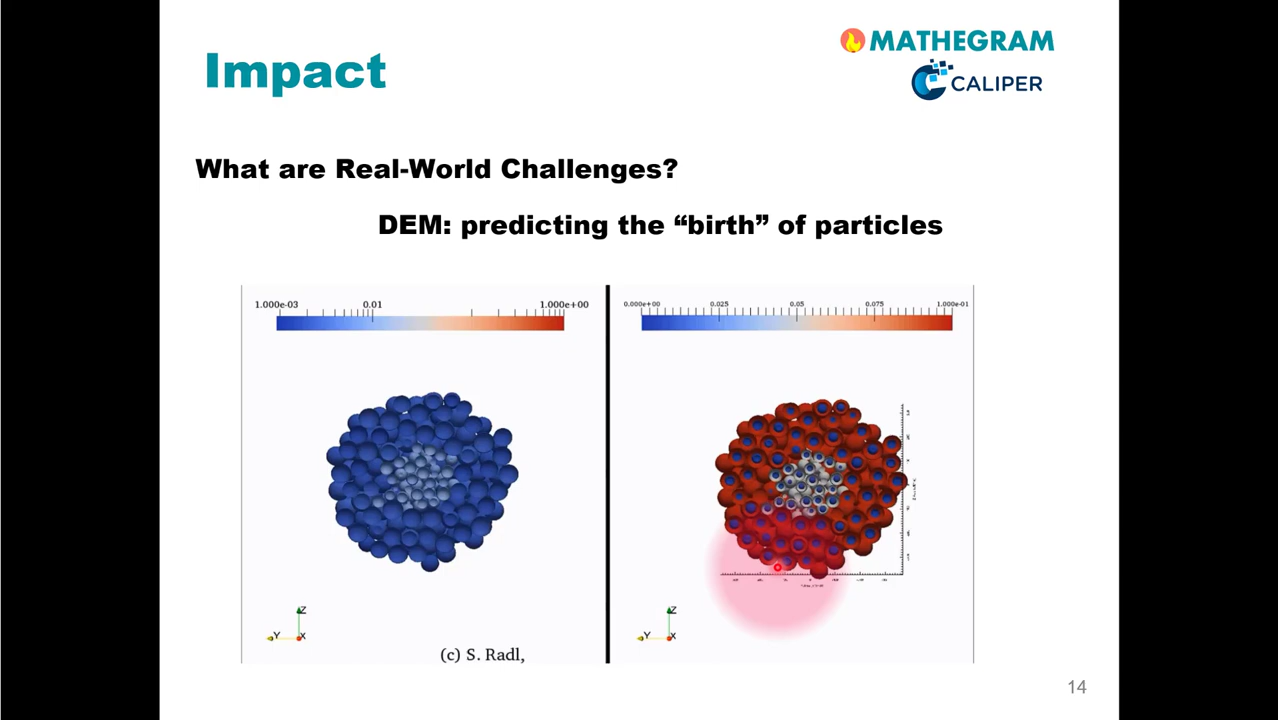 Impact
MATHEGRAM
CALIPER
What are Real-World Challenges?
DEM: predicting the “birth” of particles
1.000e-03 0.01 1.000e+00
0.000e+00 0.025 0.05 0.075 1.000e-01
Z
Y X
Z
Y X
(c) S. Radl,
14